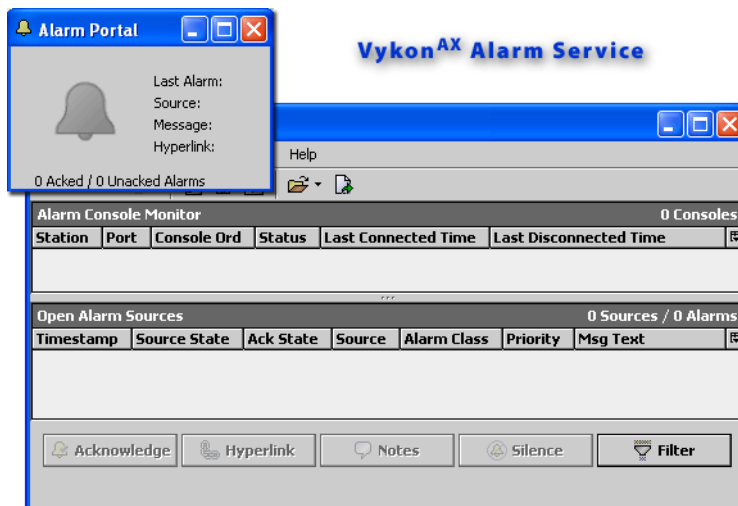 Alarm Portal
Vykon^AX Alarm Service
Last Alarm:
Source:
Message:
Hyperlink:
0 Acked / 0 Unacked Alarms
Help
Alarm Console Monitor 0 Consoles
Station Port Console Ord Status Last Connected Time Last Disconnected Time
Open Alarm Sources 0 Sources / 0 Alarms
Timestamp Source State Ack State Source Alarm Class Priority Msg Text
Acknowledge Hyperlink Notes Silence Filter